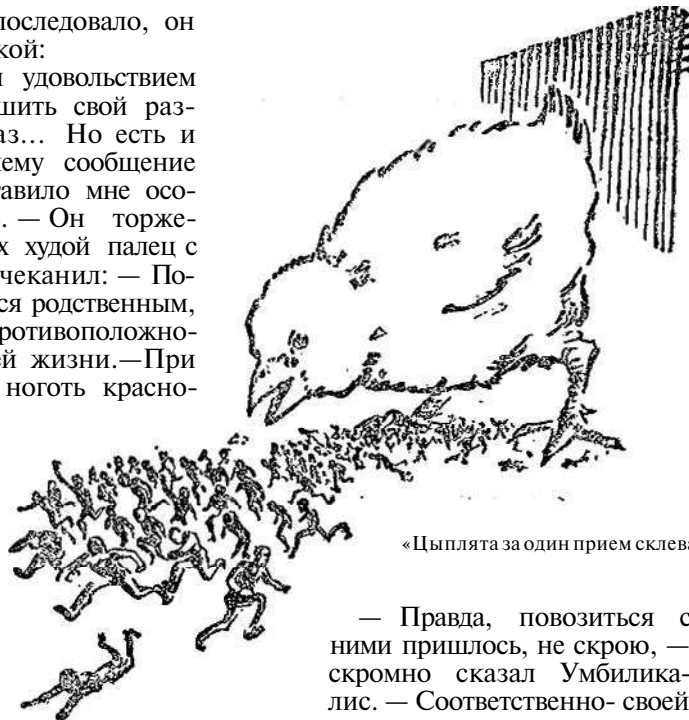 последовало, он
кой:
удовольствием
шить свой раз-
аз... Но есть и
ему сообщение
тавило мне осо-
. — Он торже-
х худой палец с
чеканил: — По-
ся родственным,
ротивоположно-
ей жизни.—При
ноготь красно-
«Цыплята за один прием склева
— Правда, повозиться с
ними пришлось, не скрою, —
скромно сказал Умбилика-
лис. — Соответственно- своей